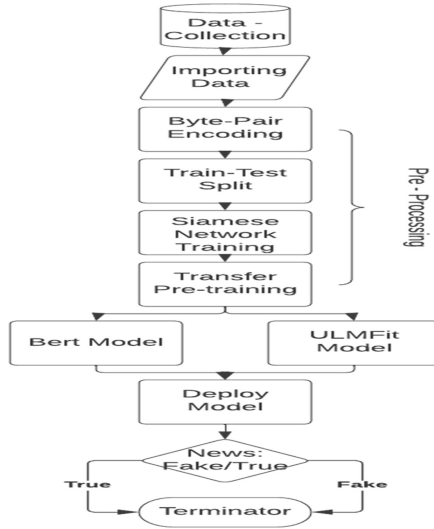 Data -
Collection
Importing
Data
Byte-Pair
Encoding
Train-Test
Split
Siamese
Network
Training
Transfer
Pre-training
Pre - Processing
Bert Model
ULMFit
Model
Deploy
Model
News:
Fake/True
True
Fake
Terminator